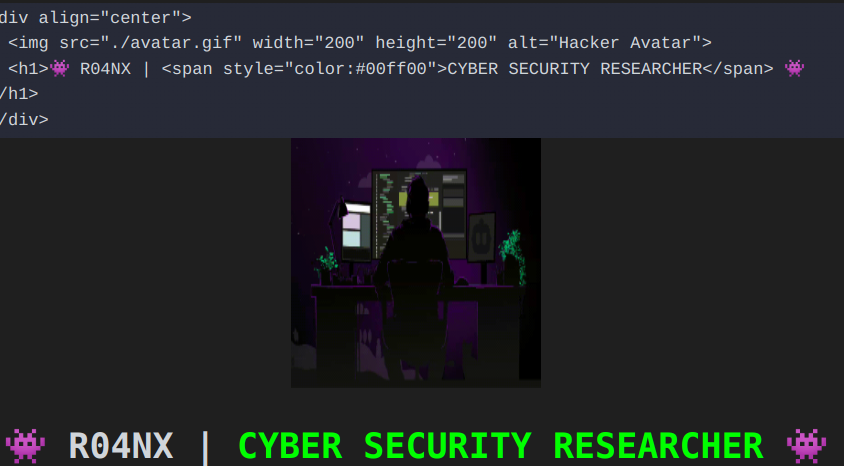 div align="center">
<img src="./avatar.gif" width="200" height="200" alt="Hacker Avatar">
<h1>👾 R04NX | <span style="color:#00ff00">CYBER SECURITY RESEARCHER</span> 👾
/h1>
/div>
👾 R04NX | CYBER SECURITY RESEARCHER 👾